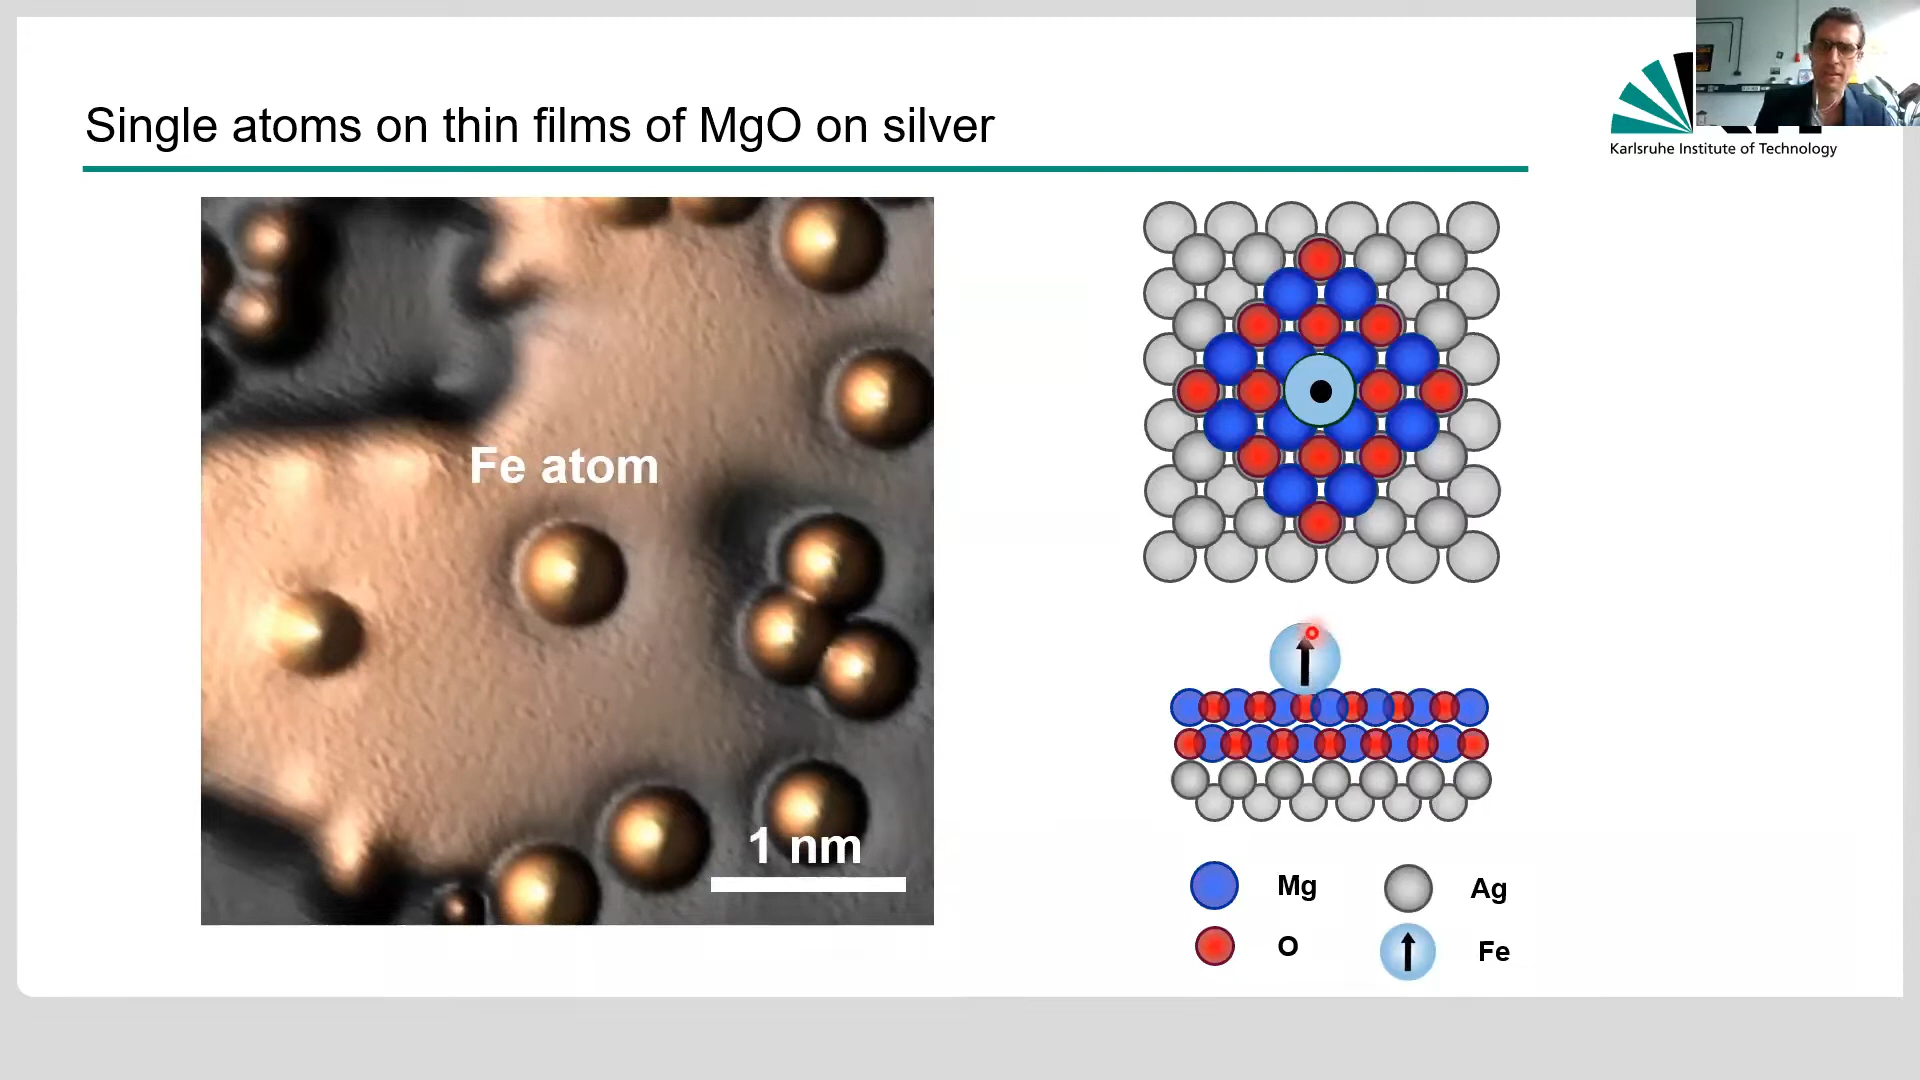 Single atoms on thin films of MgO on silver
Karlsruhe Institute of Technology
Fe atom
1 nm
Mg
Ag
O
Fe